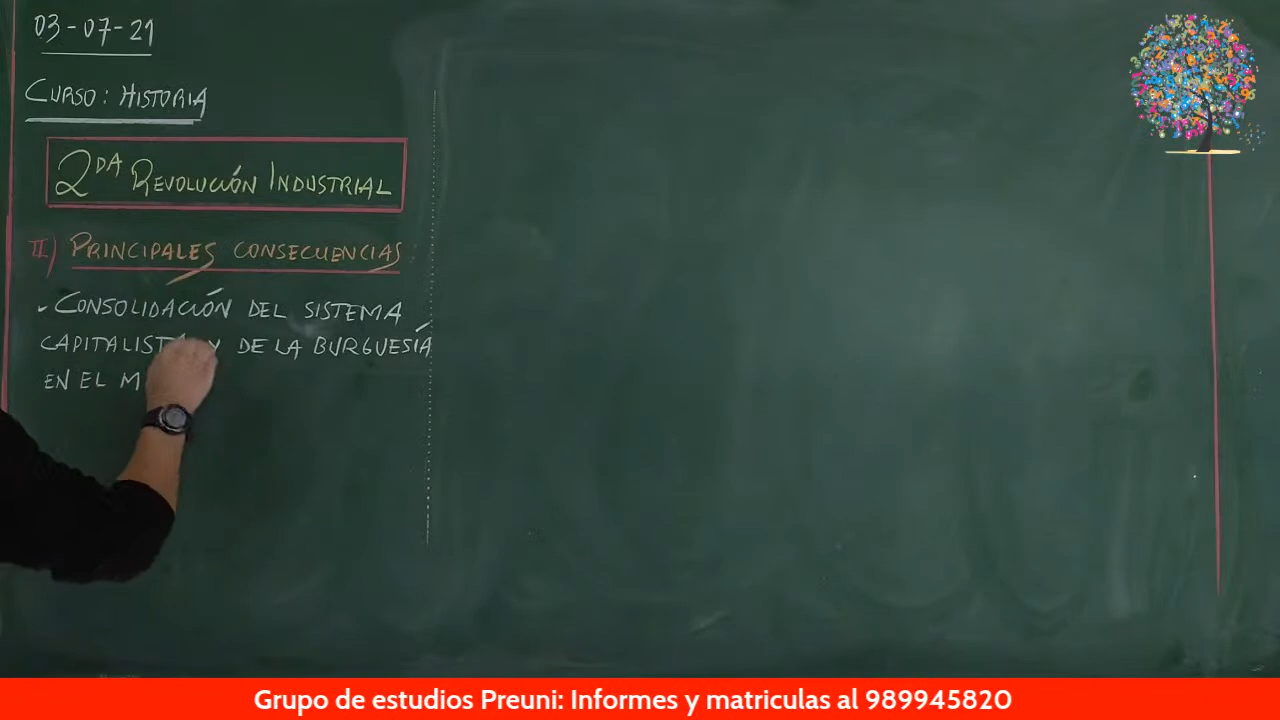 03-07-21
CURSO: HISTORIA
2DA REVOLUCIÓN INDUSTRIAL
II) PRINCIPALES CONSECUENCIAS:
✓ CONSOLIDACIÓN DEL SISTEMA
CAPITALISTA Y DE LA BURGUESÍA
EN EL M
Grupo de estudios Preuni: Informes y matriculas al 989945820